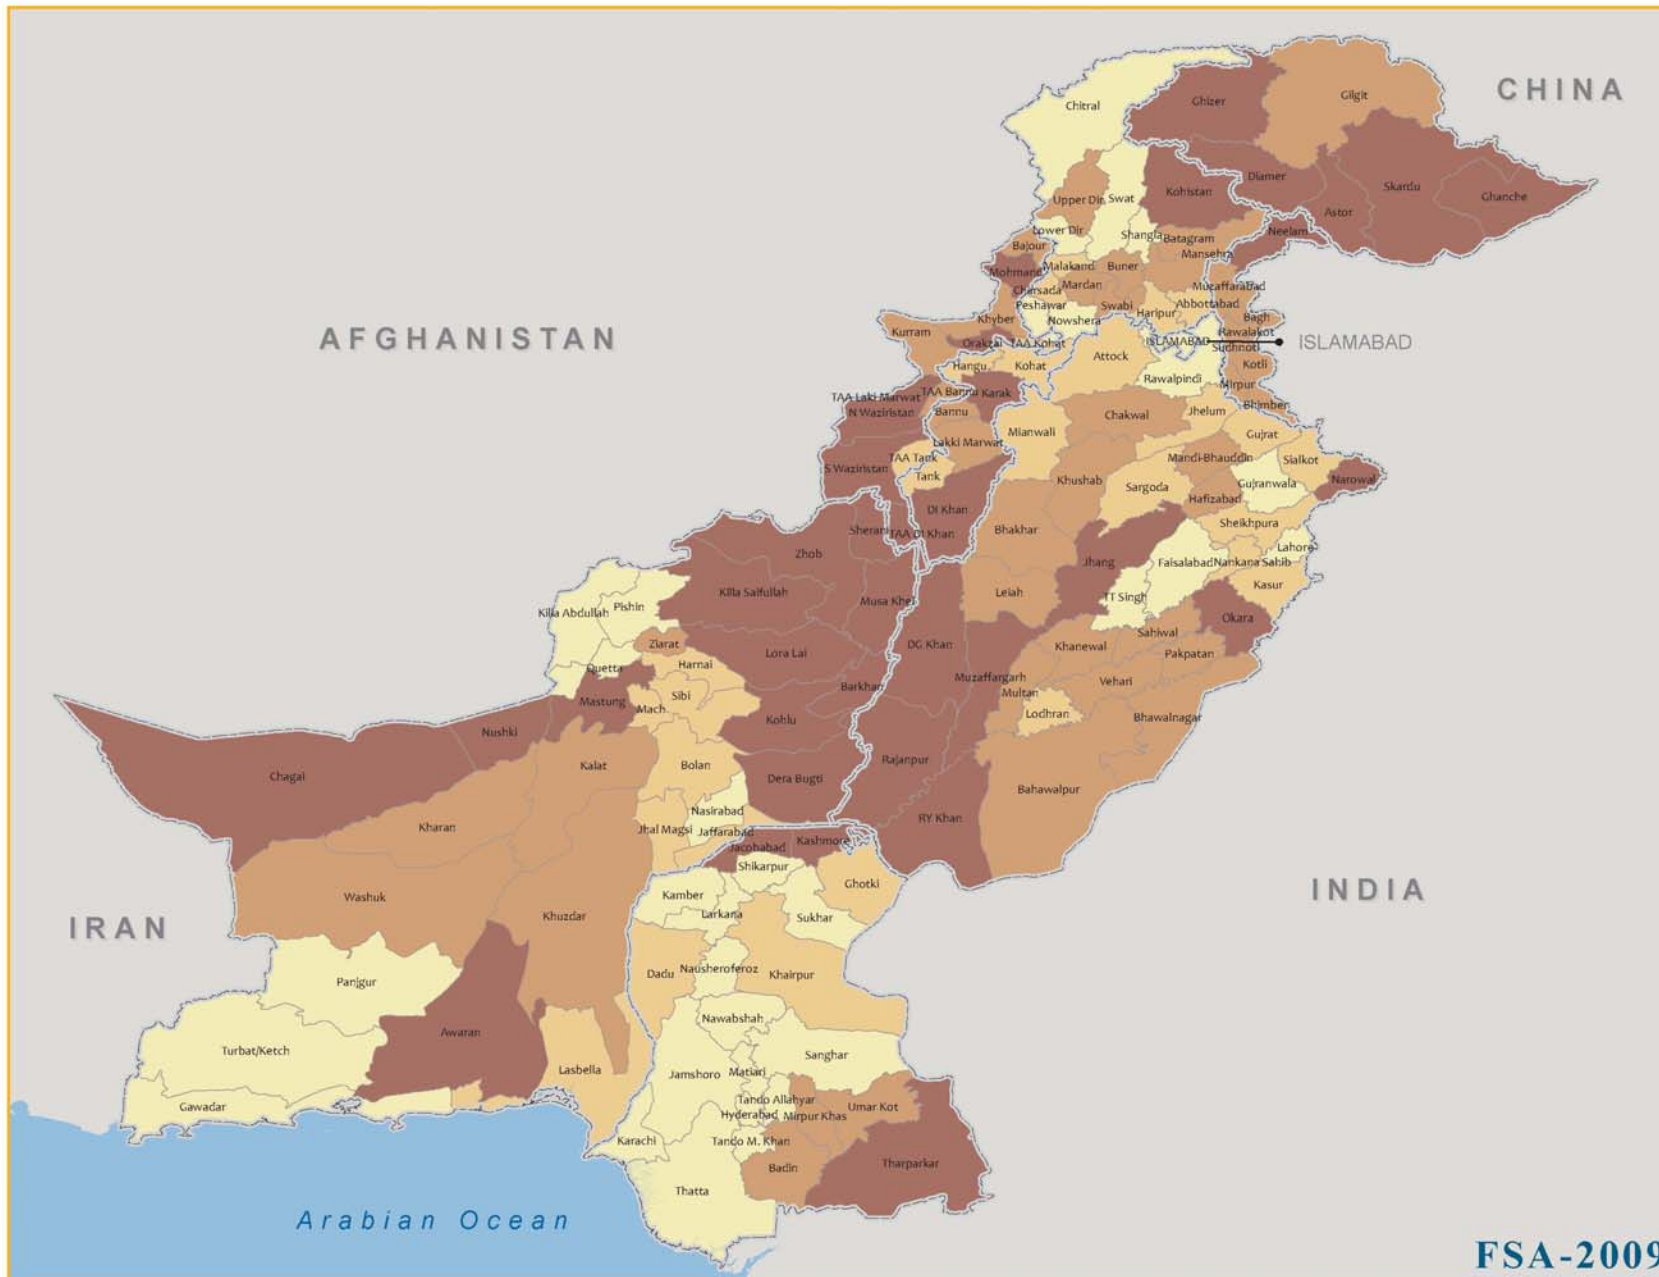 CHINA
Chitral
Ghizer
Gilgit
Diamer
Skardu
Ghanche
Astor
Kohistan
Upper Dir
Swat
Lower Dir
Shangla
Batagram
Neelam
Bajour
Mansehra
Mohmand
Malakand
Buner
Mardan
Charsada
Muzaffarabad
Peshawar
Swabi
Abbottabad
Nowshera
Haripur
Khyber
Bagh
Kurram
Rawalakot
AFGHANISTAN
Orakzai
TAA Kohat
ISLAMABAD
Sudhnoti
ISLAMABAD
Attock
Hangu
Kohat
Kotli
Rawalpindi
Mirpur
TAA Laki Marwat
TAA Bannu
Karak
N Waziristan
Bannu
Chakwal
Jhelum
Bhimber
Mianwali
Lakki Marwat
Gujrat
TAA Tank
Mandi-Bhauddin
Sialkot
S Waziristan
Tank
Khushab
Sargoda
Gujranwala
Narowal
Hafizabad
DI Khan
Sherani
TAA DI Khan
Bhakhar
Sheikhpura
Zhob
Jhang
Lahore
Faisalabad
Nankana Sahib
Killa Saifullah
Musa Khel
Leiah
Kasur
TT Singh
Killa Abdullah
Pishin
Okara
Ziarat
DG Khan
Sahiwal
Khanewal
Lora Lai
Pakpatan
Harnai
Quetta
Muzaffargarh
Vehari
Barkhan
Multan
Sibi
Mastung
Mach
Lodhran
Bhawalnagar
Kohlu
Nushki
Rajanpur
Kalat
Bolan
Chagai
Dera Bugti
Bahawalpur
Nasirabad
RY Khan
Kharan
Jhal Magsi
Jaffarabad
Kashmore
Jacobabad
Shikarpur
Ghotki
INDIA
Washuk
Kamber
Khuzdar
Larkana
Sukhar
IRAN
Dadu
Nausheroferoz
Khairpur
Panjgur
Nawabshah
Awaran
Turbat/Ketch
Sanghar
Lasbella
Jamshoro
Matiari
Tando Allahyar
Gawadar
Umar Kot
Hyderabad
Mirpur Khas
Karachi
Tando M. Khan
Badin
Tharparkar
Thatta
Arabian Ocean
FSA-2009